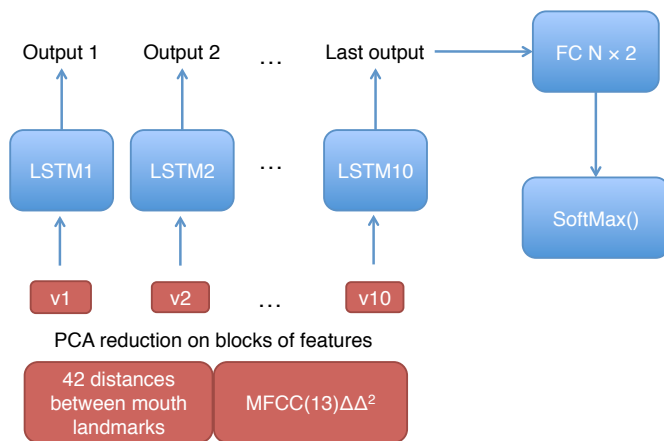 Output 1
Output 2
...
Last output
FC N × 2
LSTM1
LSTM2
...
LSTM10
SoftMax()
v1
v2
...
v10
PCA reduction on blocks of features
42 distances
between mouth
landmarks
MFCC(13)ΔΔ²